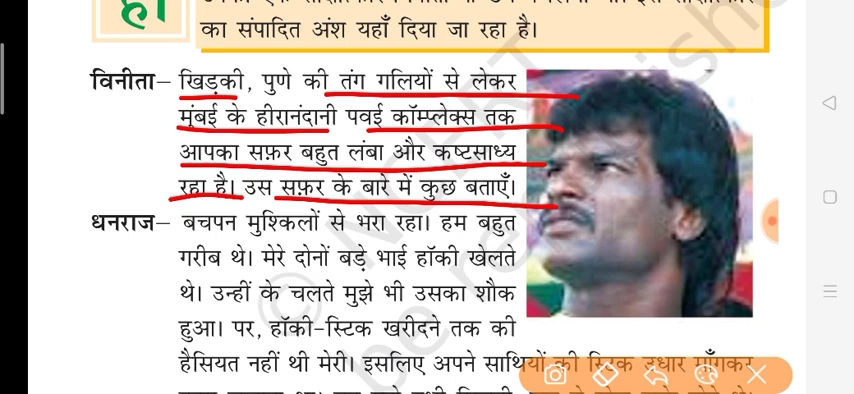 है।
का संपादित अंश यहाँ दिया जा रहा है।
विनीता– खिड़की, पुणे की तंग गलियों से लेकर
मुंबई के हीरानंदानी पवई कॉम्प्लेक्स तक
आपका सफ़र बहुत लंबा और कष्टसाध्य
रहा है। उस सफ़र के बारे में कुछ बताएँ।
धनराज– बचपन मुश्किलों से भरा रहा। हम बहुत
गरीब थे। मेरे दोनों बड़े भाई हॉकी खेलते
थे। उन्हीं के चलते मुझे भी उसका शौक
हुआ। पर, हॉकी-स्टिक खरीदने तक की
हैसियत नहीं थी मेरी। इसलिए अपने साथियों की स्टिक उधार माँगकर
© NCERT